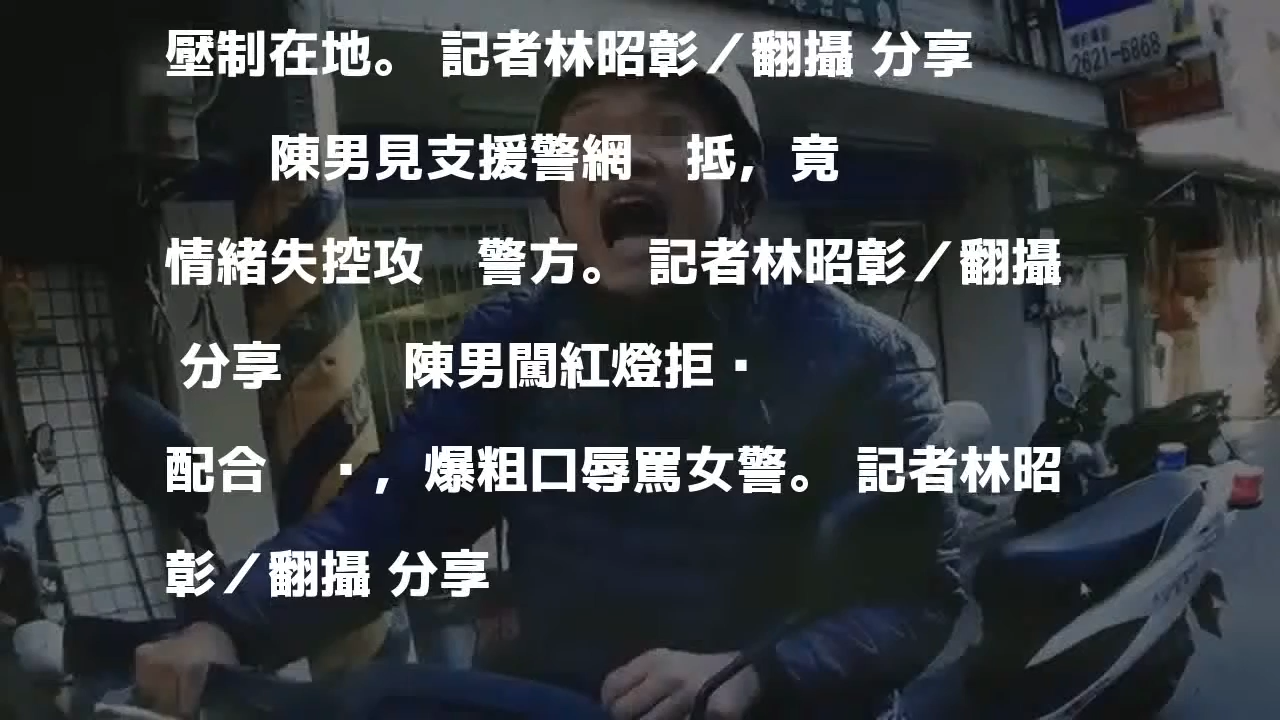 壓制在地。 記者林昭彰／翻攝 分享
陳男見支援警網 抵，竟
情緒失控攻 警方。 記者林昭彰／翻攝
分享 陳男闖紅燈拒·
配合 ·，爆粗口辱罵女警。 記者林昭
彰／翻攝 分享
2621-6868